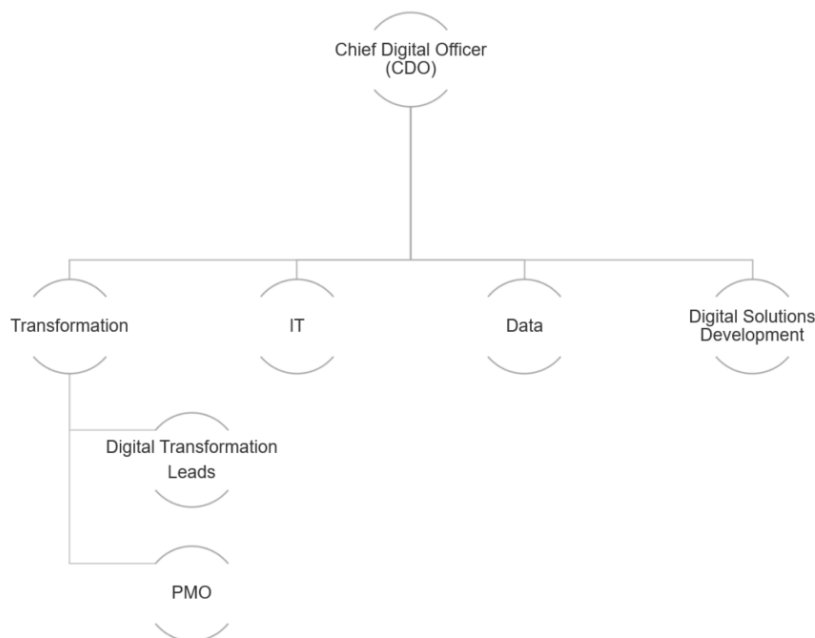 Chief Digital Officer
(CDO)
Transformation
IT
Data
Digital Solutions
Development
Digital Transformation
Leads
PMO